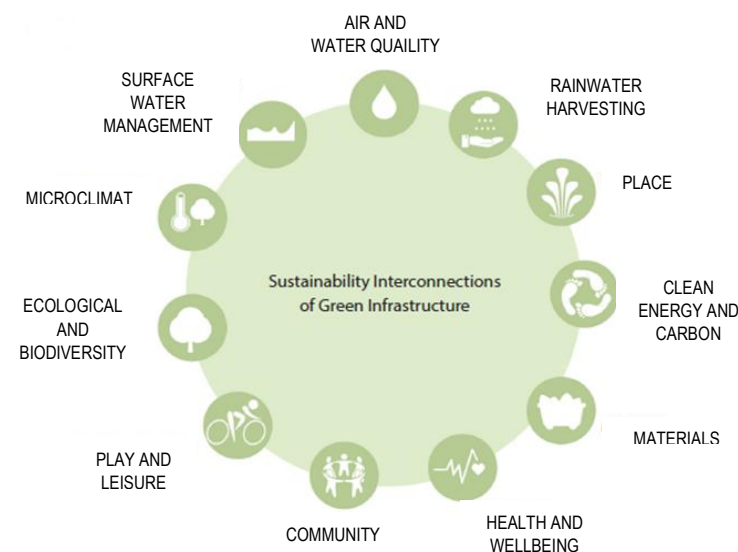 AIR AND
WATER QUAILITY
RAINWATER
HARVESTING
PLACE
CLEAN
ENERGY AND
CARBON
MATERIALS
HEALTH AND
WELLBEING
COMMUNITY
PLAY AND
LEISURE
ECOLOGICAL
AND
BIODIVERSITY
MICROCLIMAT
SURFACE
WATER
MANAGEMENT
Sustainability Interconnections
of Green Infrastructure